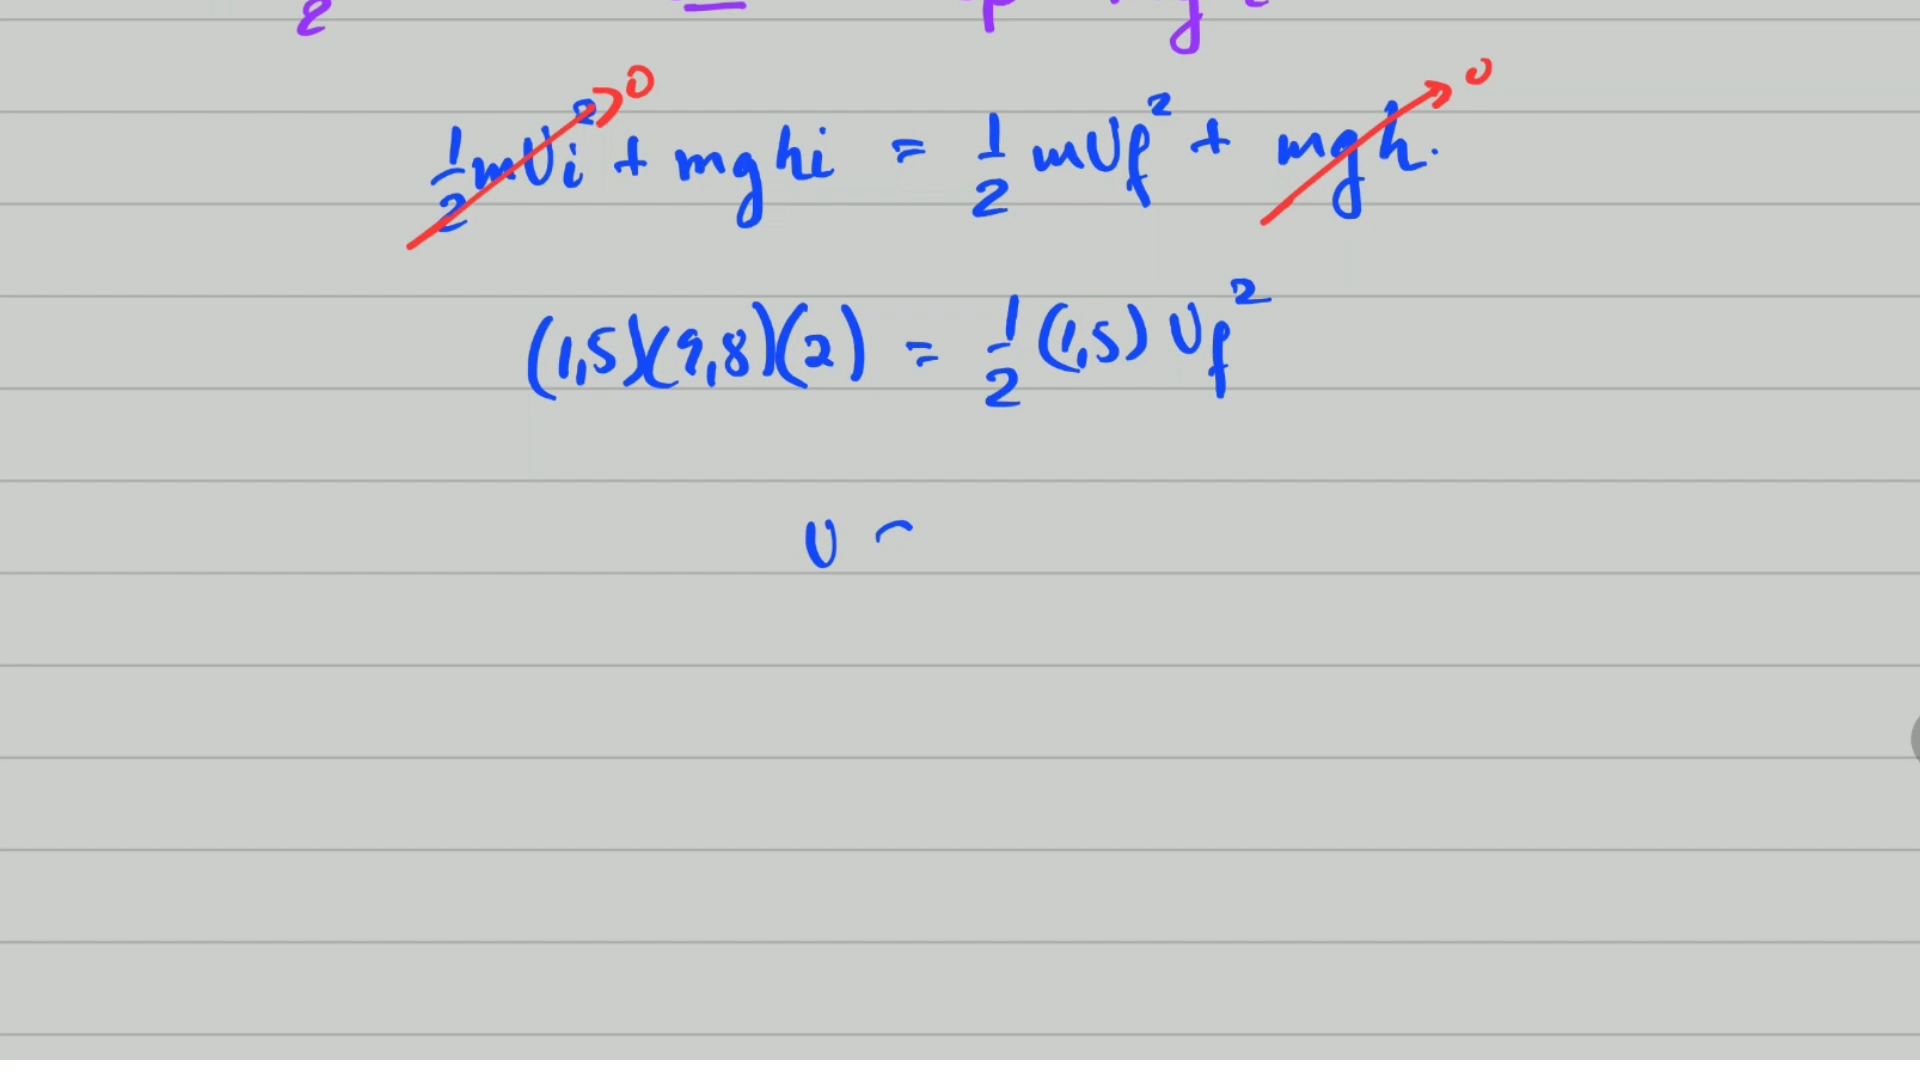 ½mvi² →0 + mghi = ½mvf² + mgh. →0
(1,5)(9,8)(2) = ½(1,5)vf²
v